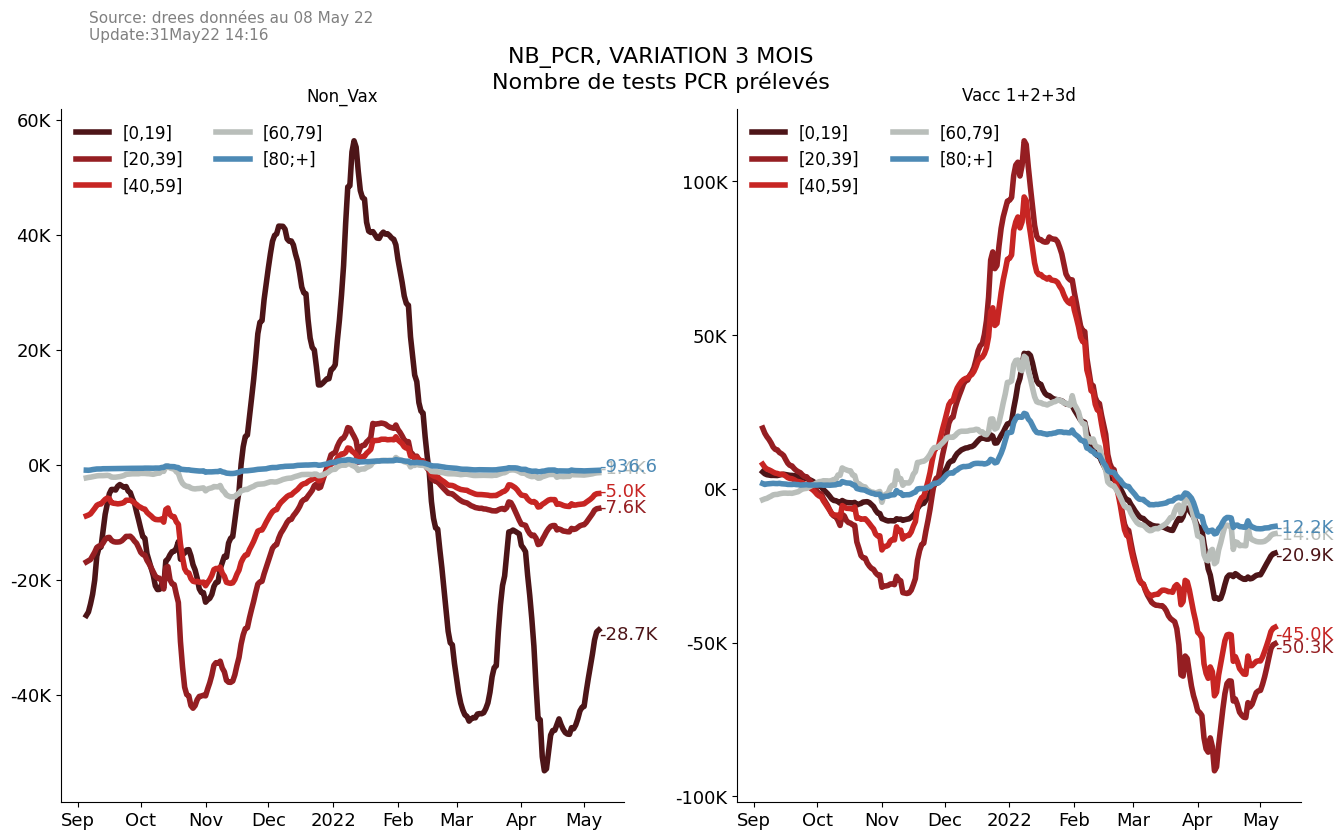 Source: drees données au 08 May 22
Update:31May22 14:16
NB_PCR, VARIATION 3 MOIS
Nombre de tests PCR prélevés
Non_Vax
[0,19]
[20,39]
[40,59]
[60,79]
[80;+]
60K
40K
20K
0K
-20K
-40K
-936.6
-5.0K
-7.6K
-28.7K
Sep Oct Nov Dec 2022 Feb Mar Apr May
Vacc 1+2+3d
[0,19]
[20,39]
[40,59]
[60,79]
[80;+]
100K
50K
0K
-50K
-100K
-12.2K
-14.6K
-20.9K
-45.0K
-50.3K
Sep Oct Nov Dec 2022 Feb Mar Apr May